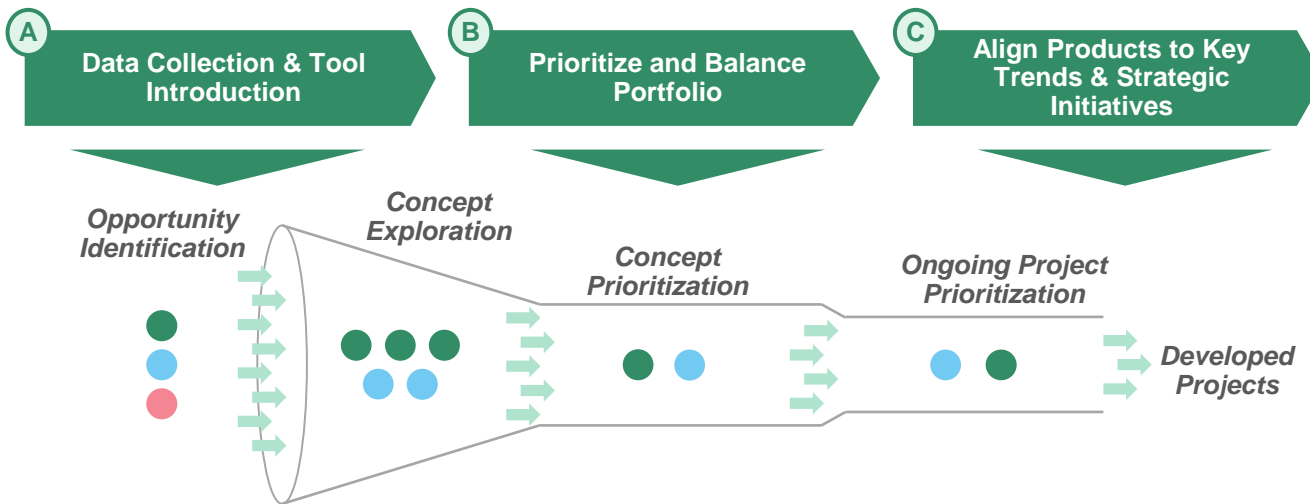 A
Data Collection & Tool
Introduction
B
Prioritize and Balance
Portfolio
C
Align Products to Key
Trends & Strategic
Initiatives
Opportunity
Identification
Concept
Exploration
Concept
Prioritization
Ongoing Project
Prioritization
Developed
Projects